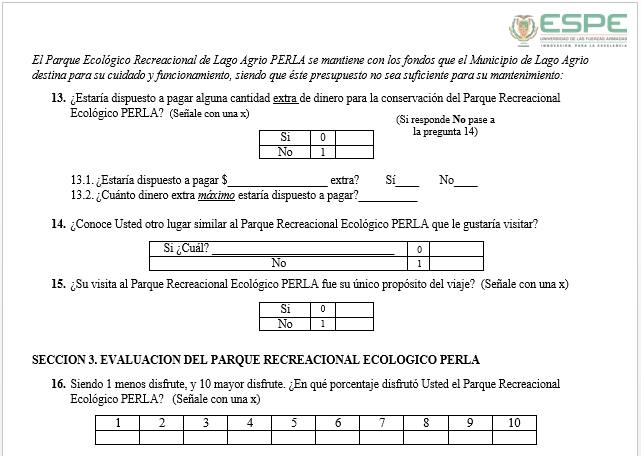 ESPE
UNIVERSIDAD DE LAS FUERZAS ARMADAS
INNOVACIÓN PARA LA EXCELENCIA
El Parque Ecológico Recreacional de Lago Agrio PERLA se mantiene con los fondos que el Municipio de Lago Agrio
destina para su cuidado y funcionamiento, siendo que éste presupuesto no sea suficiente para su mantenimiento:
13. ¿Estaría dispuesto a pagar alguna cantidad extra de dinero para la conservación del Parque Recreacional
Ecológico PERLA? (Señale con una x)
(Si responde No pase a
la pregunta 14)
Si 0
No 1
13.1. ¿Estaría dispuesto a pagar $__________________ extra? Sí____ No____
13.2. ¿Cuánto dinero extra máximo estaría dispuesto a pagar?__________
14. ¿Conoce Usted otro lugar similar al Parque Recreacional Ecológico PERLA que le gustaría visitar?
Si ¿Cuál? ______________________________ 0
No 1
15. ¿Su visita al Parque Recreacional Ecológico PERLA fue su único propósito del viaje? (Señale con una x)
Si 0
No 1
SECCION 3. EVALUACION DEL PARQUE RECREACIONAL ECOLOGICO PERLA
16. Siendo 1 menos disfrute, y 10 mayor disfrute. ¿En qué porcentaje disfrutó Usted el Parque Recreacional
Ecológico PERLA? (Señale con una x)
1 2 3 4 5 6 7 8 9 10